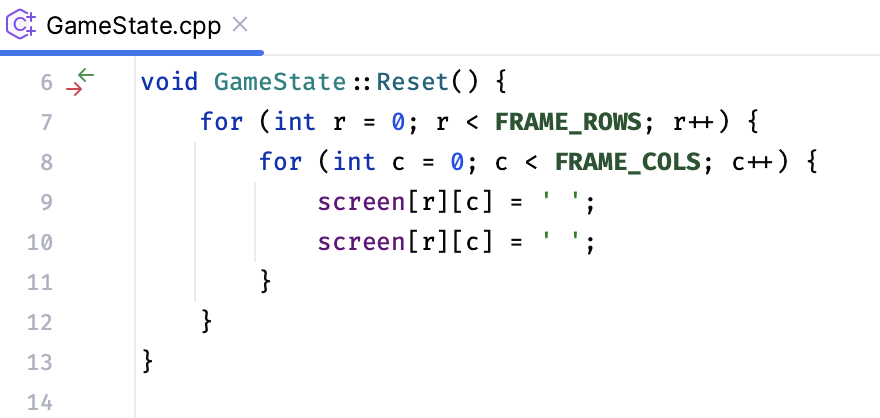 GameState.cpp
6 void GameState::Reset() {
7     for (int r = 0; r < FRAME_ROWS; r++) {
8         for (int c = 0; c < FRAME_COLS; c++) {
9             screen[r][c] = ' ';
10             screen[r][c] = ' ';
11         }
12     }
13 }
14